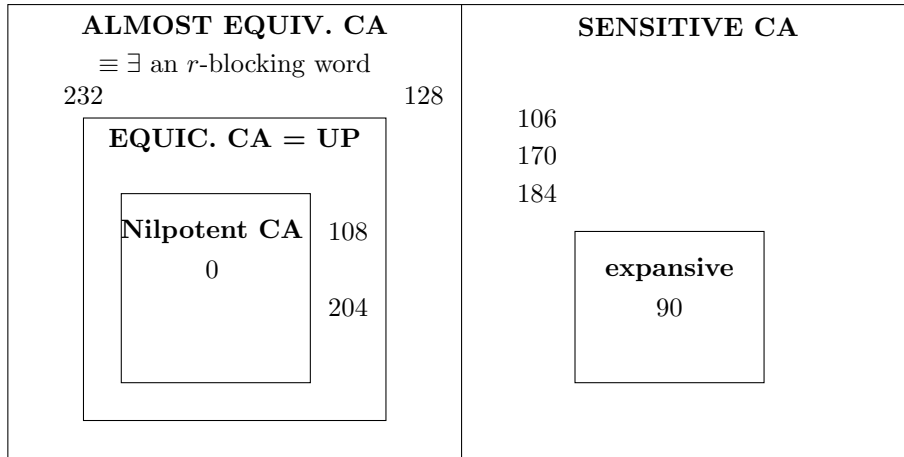 ALMOST EQUIV. CA
≡ ∃ an r-blocking word
232
128
EQUIC. CA = UP
Nilpotent CA
0
108
204
SENSITIVE CA
106
170
184
expansive
90